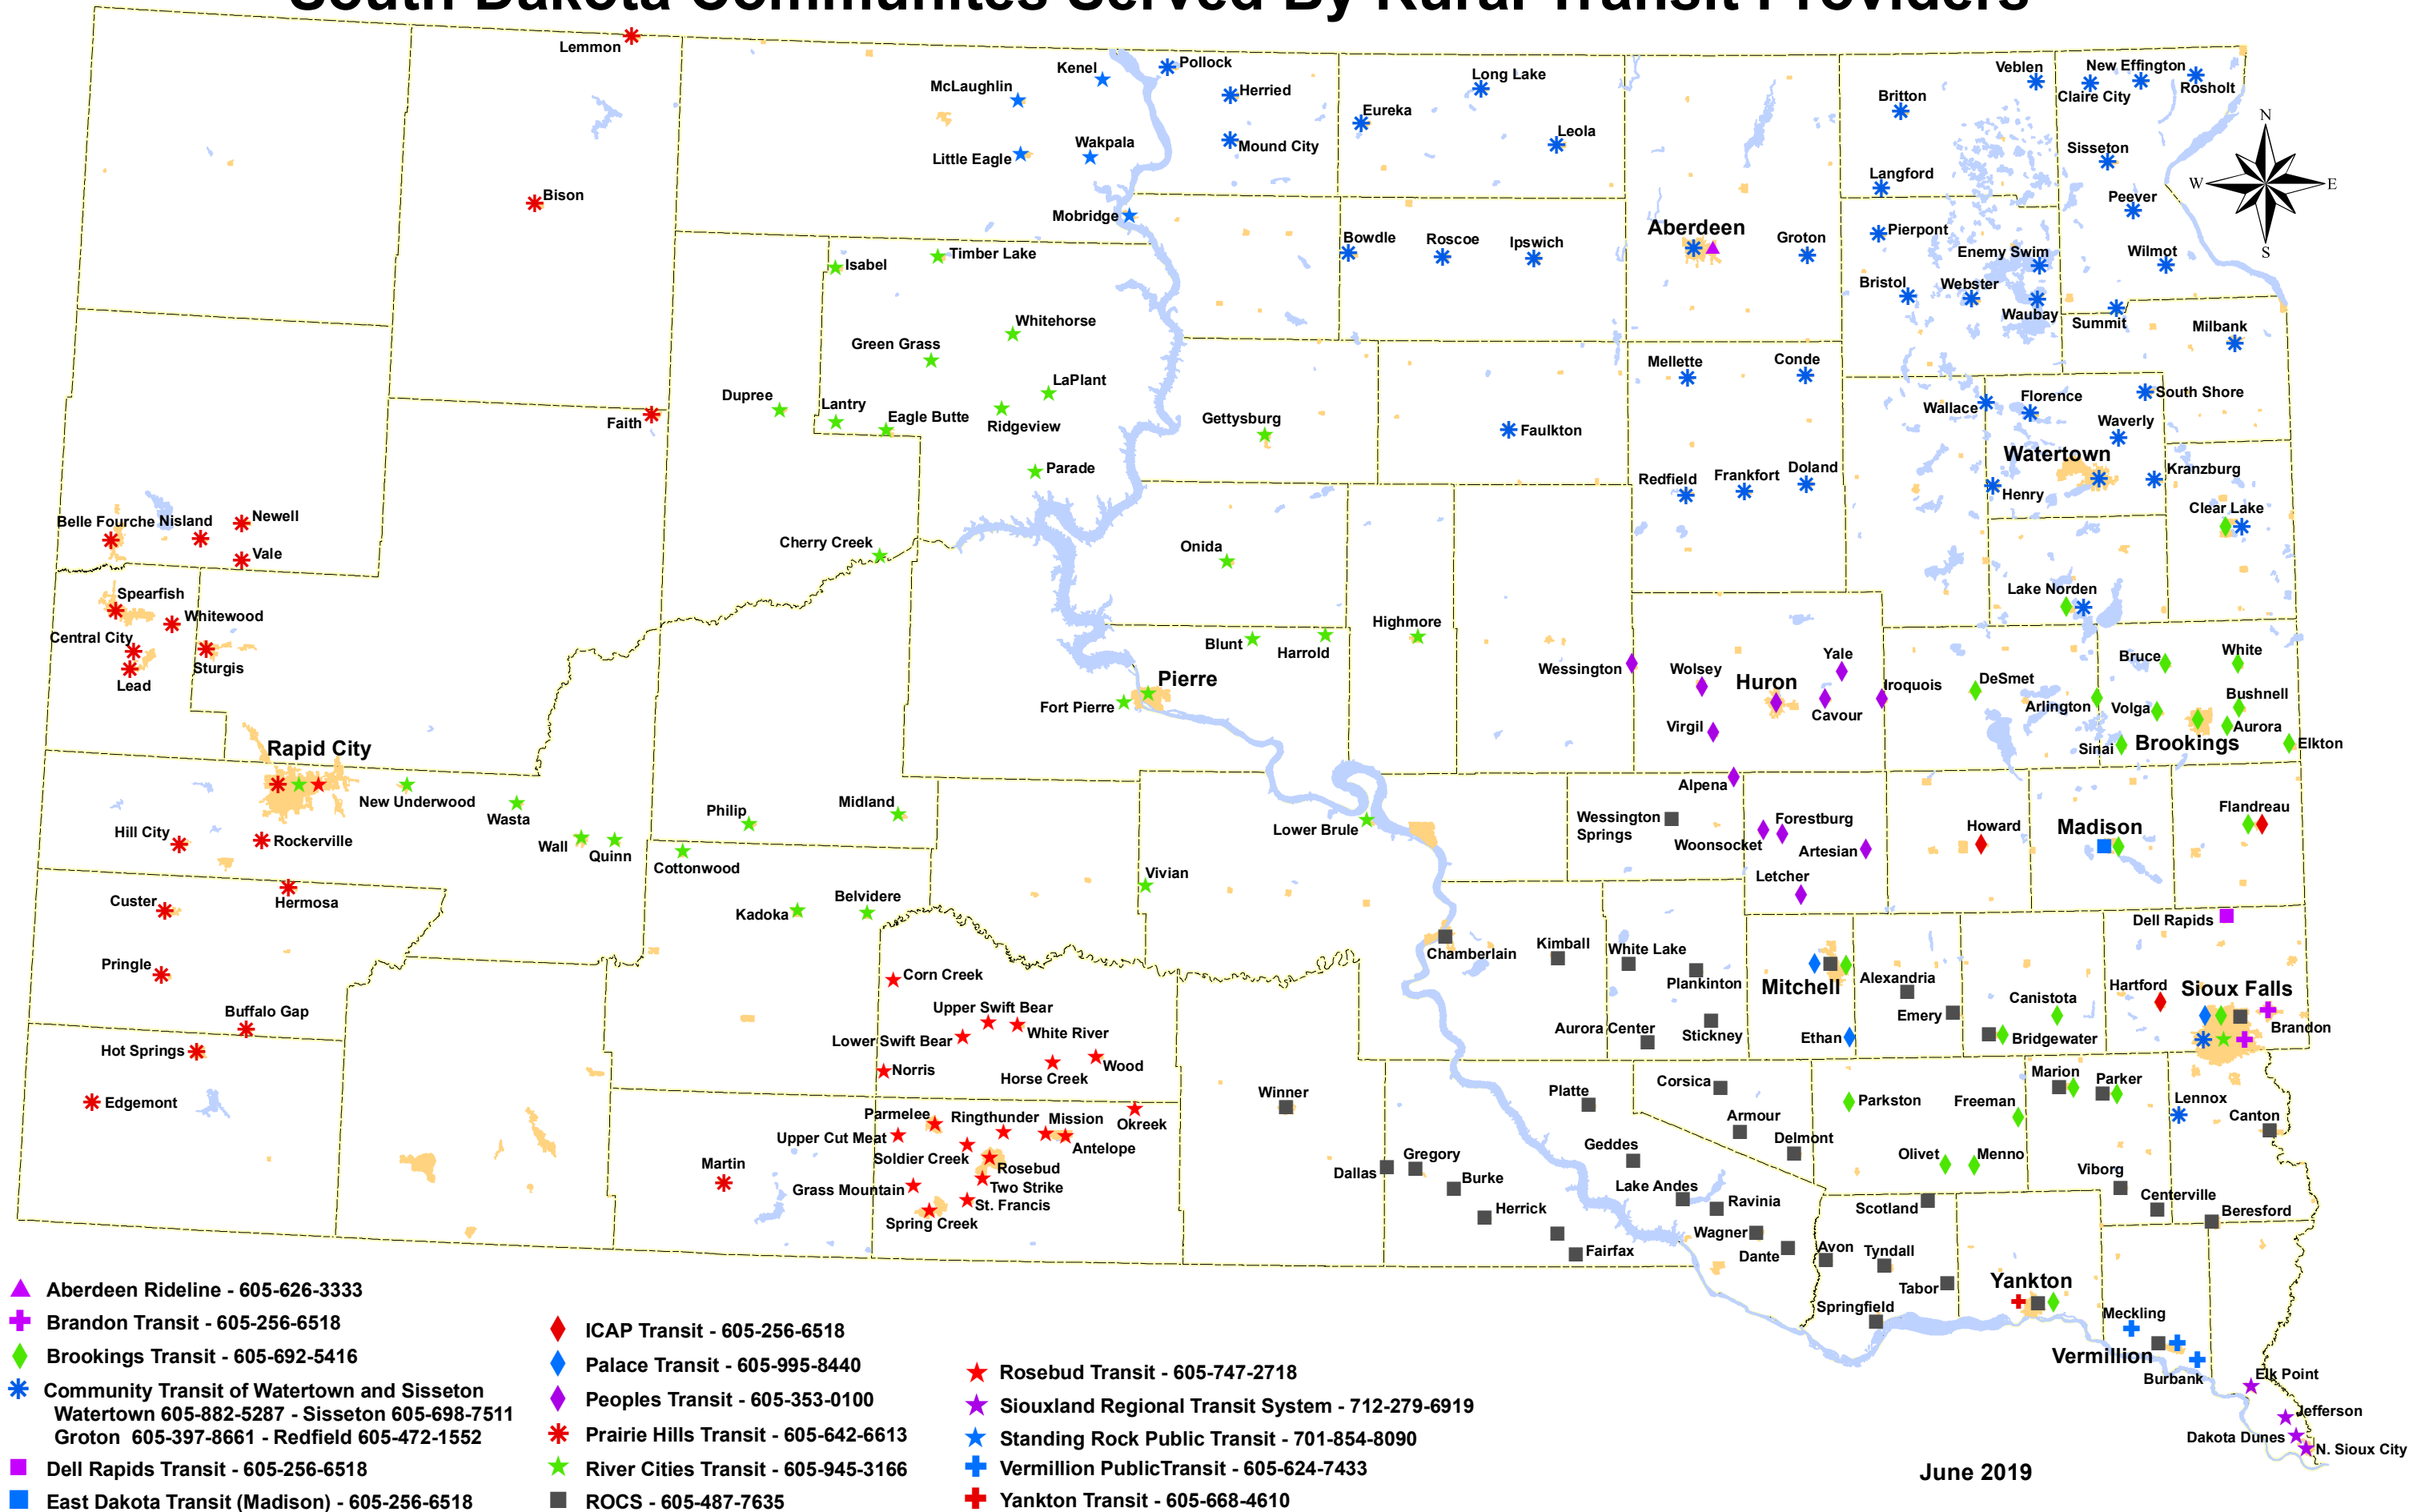 South Dakota Communites Served By Rural Transit Providers
Lemmon
Kenel
Pollock
McLaughlin
Herried
Long Lake
Eureka
Veblen
New Effington
Claire City
Rosholt
Britton
N
Little Eagle
Wakpala
Mound City
Leola
Sisseton
Langford
W
E
Bison
Peever
Mobridge
S
Aberdeen
Bowdle
Roscoe
Ipswich
Groton
Pierpont
Enemy Swim
Wilmot
Isabel
Timber Lake
Bristol
Webster
Waubay
Summit
Whitehorse
Green Grass
Milbank
Mellette
Conde
LaPlant
Dupree
Lantry
Eagle Butte
Ridgeview
Faith
Gettysburg
Faulkton
Wallace
Florence
South Shore
Waverly
Watertown
Parade
Redfield
Frankfort
Doland
Henry
Kranzburg
Clear Lake
Belle Fourche
Nisland
Newell
Vale
Cherry Creek
Onida
Spearfish
Whitewood
Lake Norden
Central City
Sturgis
Lead
Blunt
Harrold
Highmore
Wessington
Wolsey
Huron
Yale
Iroquois
Cavour
Virgil
DeSmet
Arlington
Bruce
White
Bushnell
Volga
Aurora
Sinai
Brookings
Elkton
Fort Pierre
Pierre
Rapid City
New Underwood
Wasta
Wall
Quinn
Philip
Midland
Cottonwood
Lower Brule
Alpena
Wessington
Springs
Woonsocket
Forestburg
Artesian
Letcher
Howard
Madison
Flandreau
Hill City
Rockerville
Custer
Hermosa
Kadoka
Belvidere
Vivian
Dell Rapids
Chamberlain
Kimball
White Lake
Plankinton
Mitchell
Alexandria
Canistota
Hartford
Sioux Falls
Brandon
Pringle
Buffalo Gap
Hot Springs
Edgemont
Corn Creek
Upper Swift Bear
White River
Lower Swift Bear
Norris
Horse Creek
Wood
Aurora Center
Stickney
Ethan
Emery
Bridgewater
Winner
Platte
Corsica
Armour
Delmont
Parkston
Freeman
Marion
Parker
Lennox
Canton
Parmelee
Ringthunder
Mission
Okreek
Upper Cut Meat
Antelope
Soldier Creek
Rosebud
Martin
Grass Mountain
Two Strike
St. Francis
Spring Creek
Dallas
Gregory
Burke
Herrick
Fairfax
Geddes
Lake Andes
Ravinia
Wagner
Dante
Olivet
Menno
Viborg
Centerville
Beresford
Scotland
Avon
Tyndall
Tabor
Springfield
Yankton
Meckling
Vermillion
Burbank
Elk Point
Jefferson
Dakota Dunes
N. Sioux City
Aberdeen Rideline - 605-626-3333
Brandon Transit - 605-256-6518
Brookings Transit - 605-692-5416
Community Transit of Watertown and Sisseton
Watertown 605-882-5287 - Sisseton 605-698-7511
Groton 605-397-8661 - Redfield 605-472-1552
Dell Rapids Transit - 605-256-6518
East Dakota Transit (Madison) - 605-256-6518
ICAP Transit - 605-256-6518
Palace Transit - 605-995-8440
Peoples Transit - 605-353-0100
Prairie Hills Transit - 605-642-6613
River Cities Transit - 605-945-3166
ROCS - 605-487-7635
Rosebud Transit - 605-747-2718
Siouxland Regional Transit System - 712-279-6919
Standing Rock Public Transit - 701-854-8090
Vermillion PublicTransit - 605-624-7433
Yankton Transit - 605-668-4610
June 2019